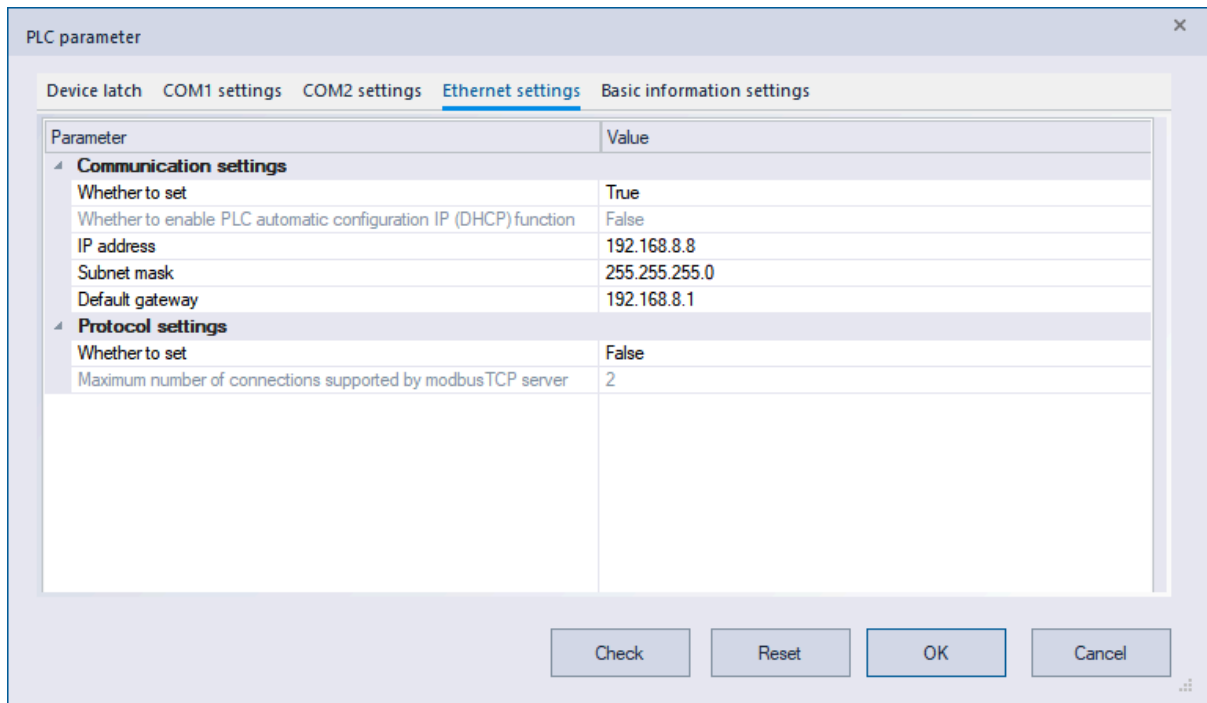 PLC parameter
Device latch COM1 settings COM2 settings Ethernet settings Basic information settings
Parameter Value
Communication settings
Whether to set True
Whether to enable PLC automatic configuration IP (DHCP) function False
IP address 192.168.8.8
Subnet mask 255.255.255.0
Default gateway 192.168.8.1
Protocol settings
Whether to set False
Maximum number of connections supported by modbusTCP server 2
Check Reset OK Cancel